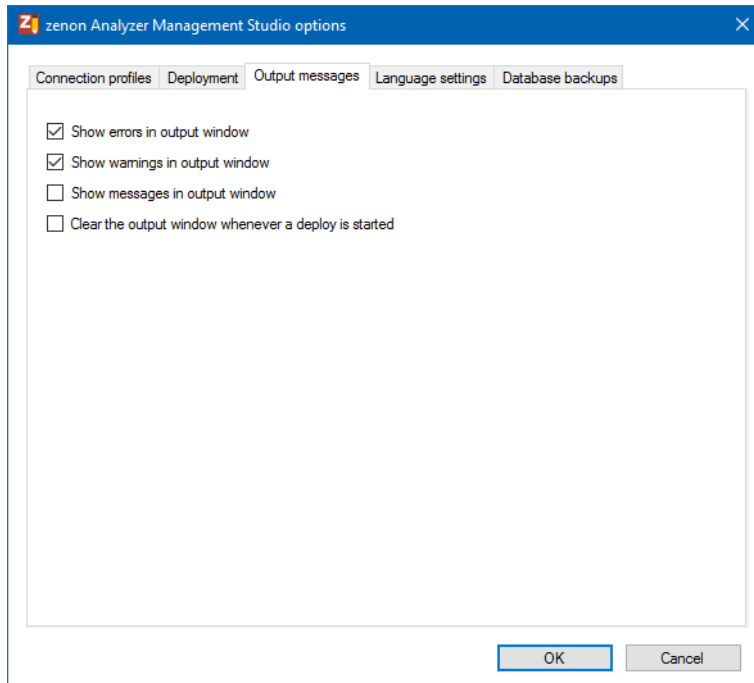 zenon Analyzer Management Studio options
Connection profiles Deployment Output messages Language settings Database backups
Show errors in output window
Show warnings in output window
Show messages in output window
Clear the output window whenever a deploy is started
OK Cancel